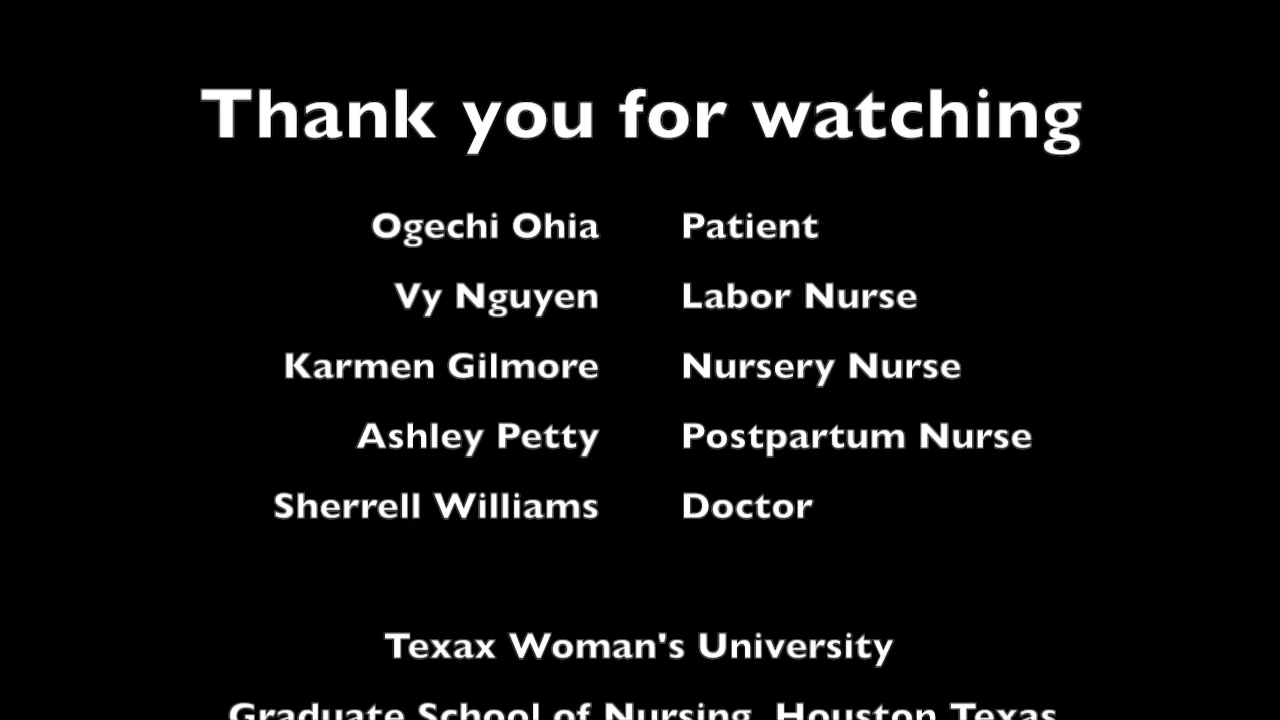 Thank you for watching
Ogechi Ohia Patient
Vy Nguyen Labor Nurse
Karmen Gilmore Nursery Nurse
Ashley Petty Postpartum Nurse
Sherrell Williams Doctor
Texax Woman's University
Graduate School of Nursing, Houston Texas